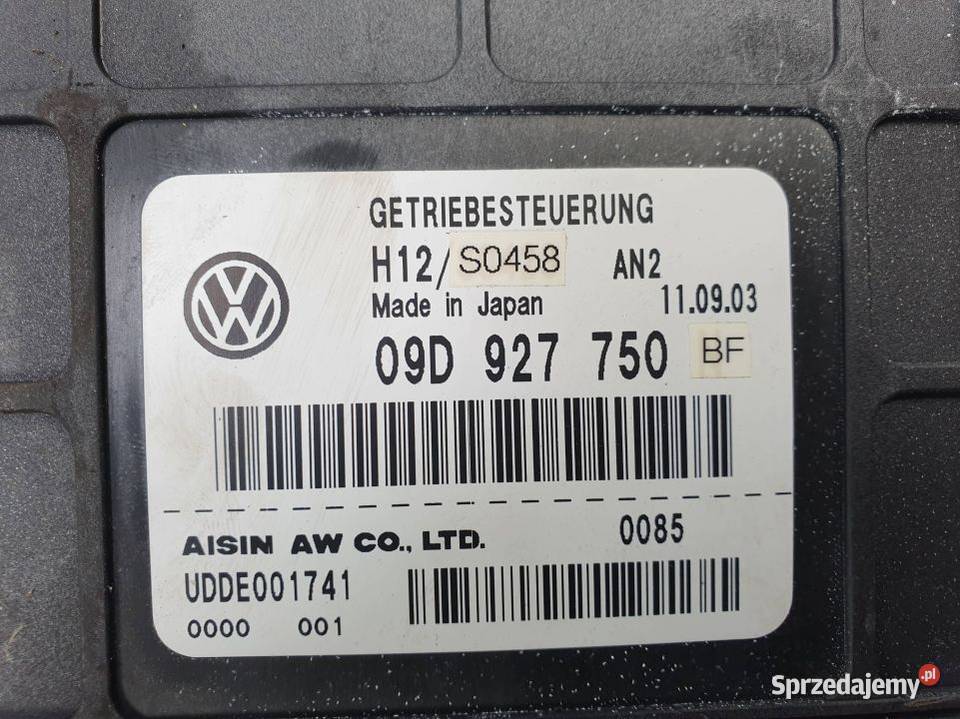 GETRIEBESTEUERUNG
H12/S0458 AN2
Made in Japan 11.09.03
09D 927 750 BF
AISIN AW CO., LTD. 0085
UDDE001741
0000 001
Sprzedajemy.pl